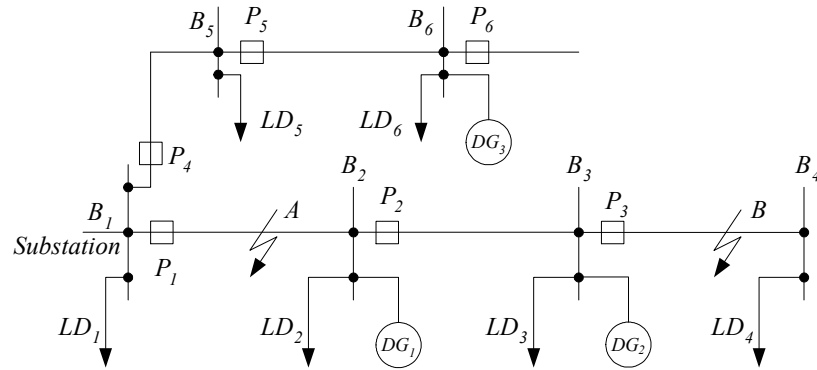 B5 P5 B6 P6
LD5 LD6 DG3
P4
B2 B3 B4
B1 A P2 P3 B
Substation
P1
LD1 LD2 DG1 LD3 DG2 LD4